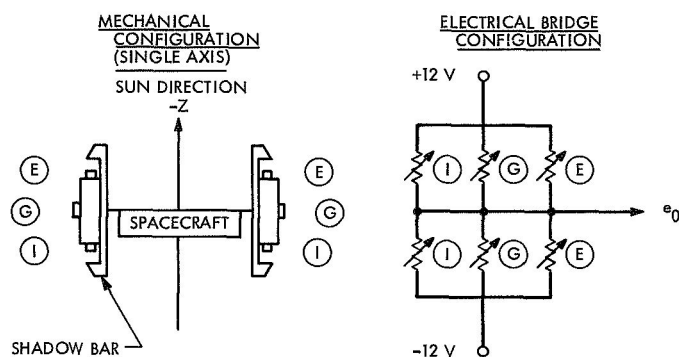 MECHANICAL
CONFIGURATION
(SINGLE AXIS)
SUN DIRECTION
–Z
E
E
G
G
SPACECRAFT
I
I
SHADOW BAR
ELECTRICAL BRIDGE
CONFIGURATION
+12 V
I
G
E
e0
I
G
E
–12 V